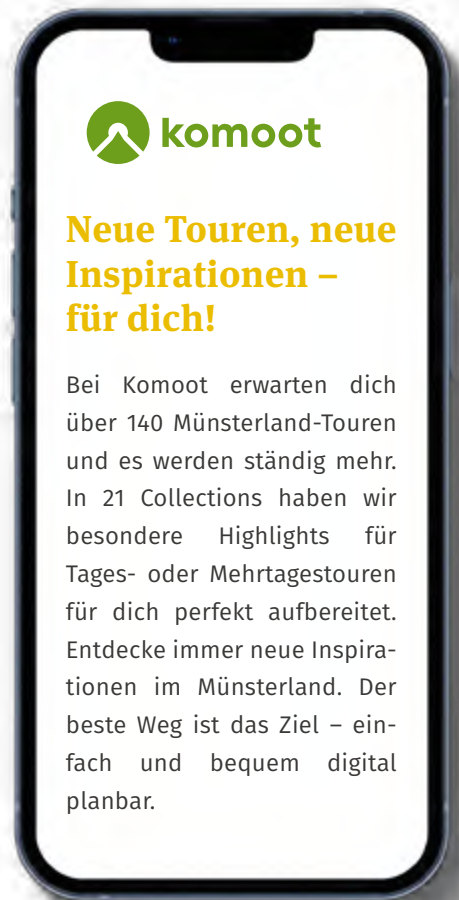 komoot
Neue Touren, neue
Inspirationen –
für dich!
Bei Komoot erwarten dich
über 140 Münsterland-Touren
und es werden ständig mehr.
In 21 Collections haben wir
besondere Highlights für
Tages- oder Mehrtagestouren
für dich perfekt aufbereitet.
Entdecke immer neue Inspira-
tionen im Münsterland. Der
beste Weg ist das Ziel – ein-
fach und bequem digital
planbar.